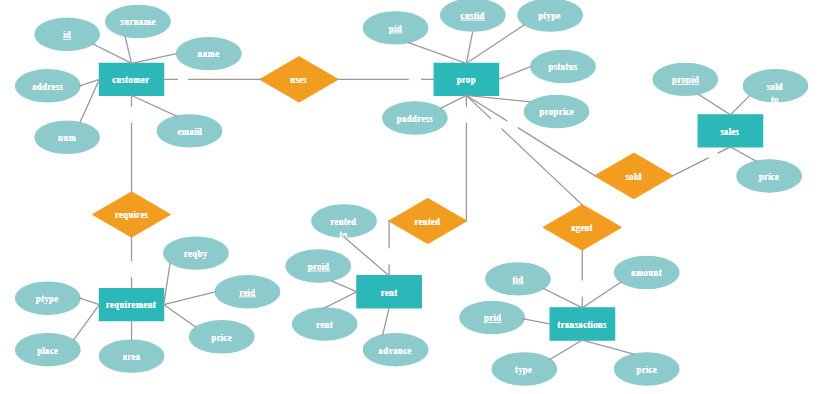 surname
custid
ptype
id
pid
name
customer
uses
prop
pstatus
propid
sold
to
address
paddress
proprice
sales
num
emaiil
price
sold
requires
rented
to
rented
agent
reqby
proid
rent
tid
amount
ptype
requirement
reid
prid
transactions
rent
price
place
area
advance
type
price